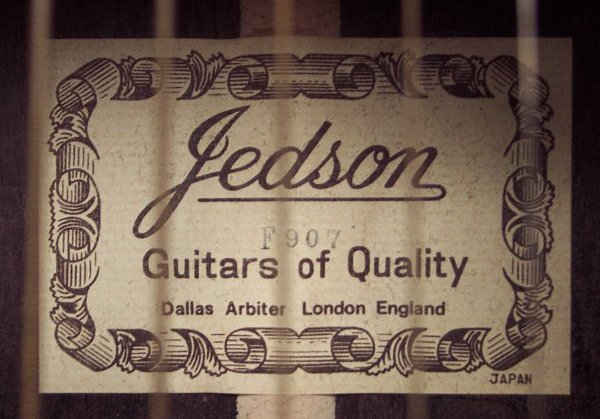 Jedson
F907
Guitars of Quality
Dallas Arbiter London England
JAPAN